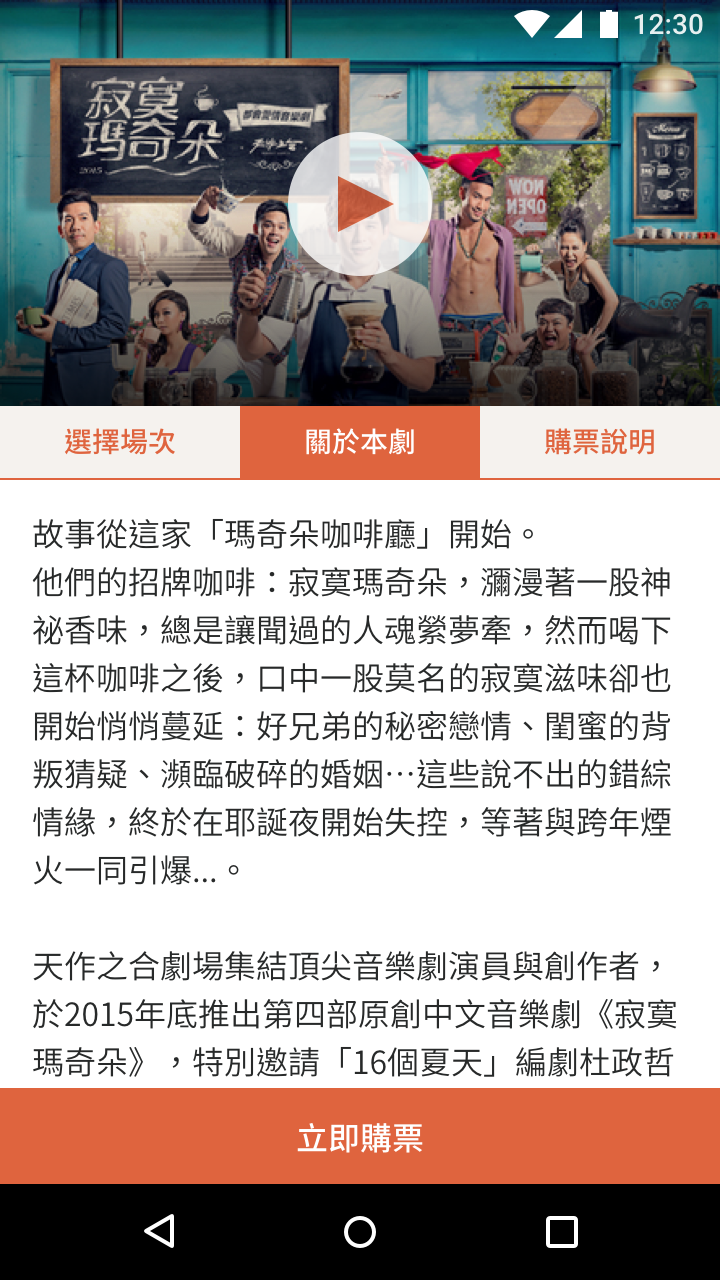 12:30
寂寞
瑪奇朵
都會愛情音樂劇
2015
Menu
NOW
OPEN
選擇場次
關於本劇
購票說明
故事從這家「瑪奇朵咖啡廳」開始。
他們的招牌咖啡：寂寞瑪奇朵，瀰漫著一股神
祕香味，總是讓聞過的人魂縈夢牽，然而喝下
這杯咖啡之後，口中一股莫名的寂寞滋味卻也
開始悄悄蔓延：好兄弟的秘密戀情、閨蜜的背
叛猜疑、瀕臨破碎的婚姻⋯這些說不出的錯綜
情緣，終於在耶誕夜開始失控，等著與跨年煙
火一同引爆...。
天作之合劇場集結頂尖音樂劇演員與創作者，
於2015年底推出第四部原創中文音樂劇《寂寞
瑪奇朵》，特別邀請「16個夏天」編劇杜政哲
立即購票